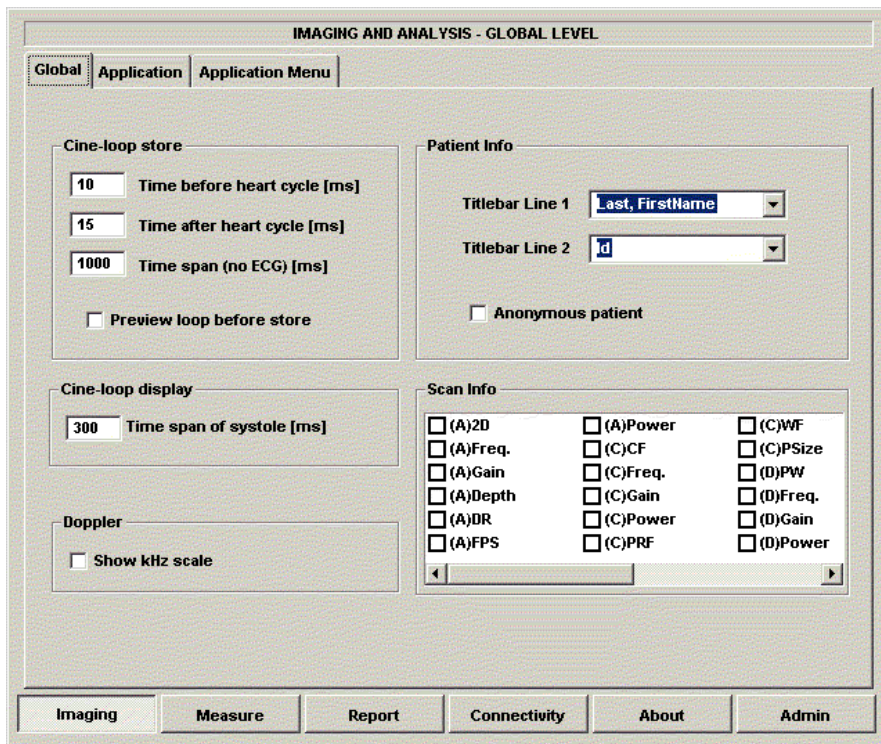 IMAGING AND ANALYSIS - GLOBAL LEVEL
Global Application Application Menu
Cine-loop store
10 Time before heart cycle [ms]
15 Time after heart cycle [ms]
1000 Time span (no ECG) [ms]
Preview loop before store
Patient Info
Titlebar Line 1 Last, FirstName
Titlebar Line 2 Id
Anonymous patient
Cine-loop display
300 Time span of systole [ms]
Doppler
Show kHz scale
Scan Info
(A)2D (A)Power (C)WF
(A)Freq. (C)CF (C)PSize
(A)Gain (C)Freq. (D)PW
(A)Depth (C)Gain (D)Freq.
(A)DR (C)Power (D)Gain
(A)FPS (C)PRF (D)Power
Imaging Measure Report Connectivity About Admin